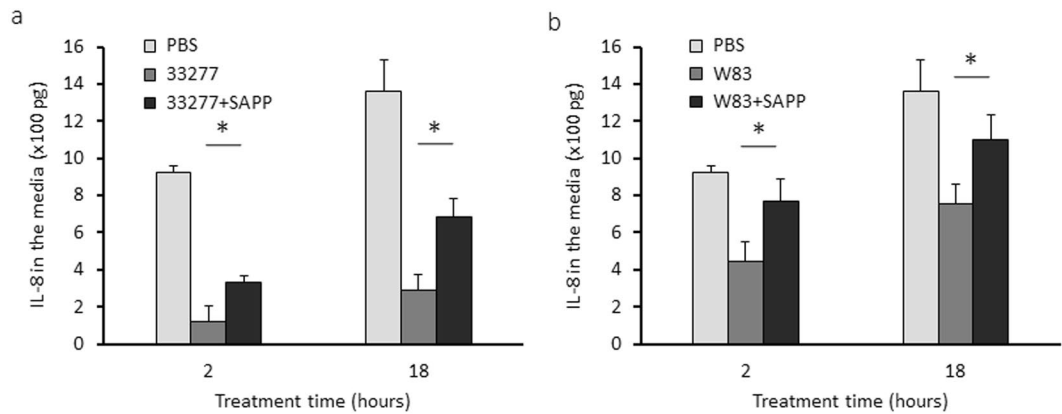 a
IL-8 in the media (x100 pg)
16
14
12
10
8
6
4
2
0
PBS
33277
33277+SAPP
*
*
2
18
Treatment time (hours)
b
IL-8 in the media (x100 pg)
16
14
12
10
8
6
4
2
0
PBS
W83
W83+SAPP
*
*
2
18
Treatment time (hours)